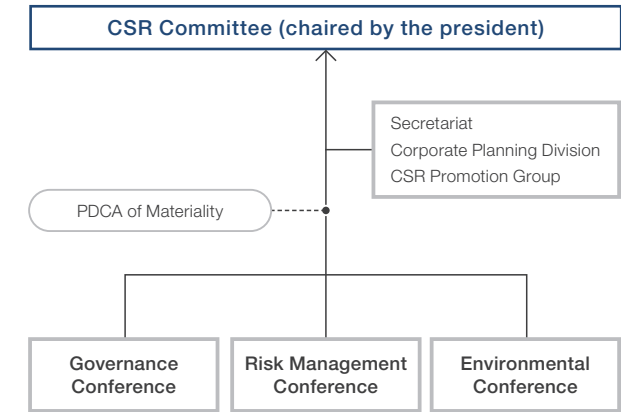 CSR Committee (chaired by the president)
Secretariat
Corporate Planning Division
CSR Promotion Group
PDCA of Materiality
Governance
Conference
Risk Management
Conference
Environmental
Conference